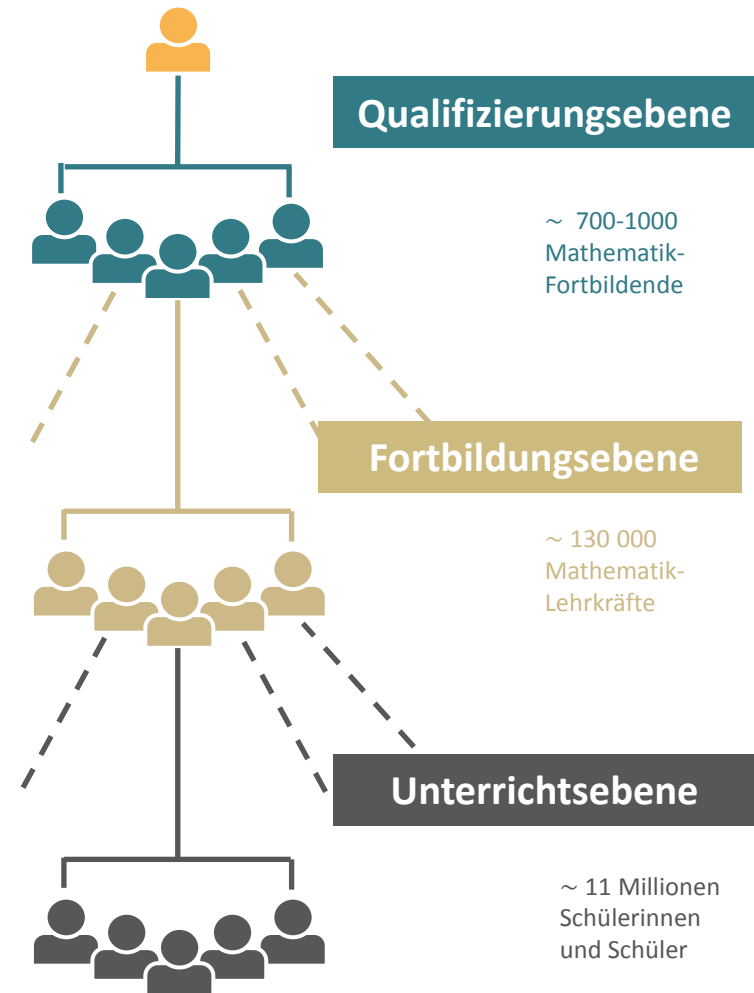 Qualifizierungsebene
~ 700-1000
Mathematik-
Fortbildende
Fortbildungsebene
~ 130 000
Mathematik-
Lehrkräfte
Unterrichtsebene
~ 11 Millionen
Schülerinnen
und Schüler